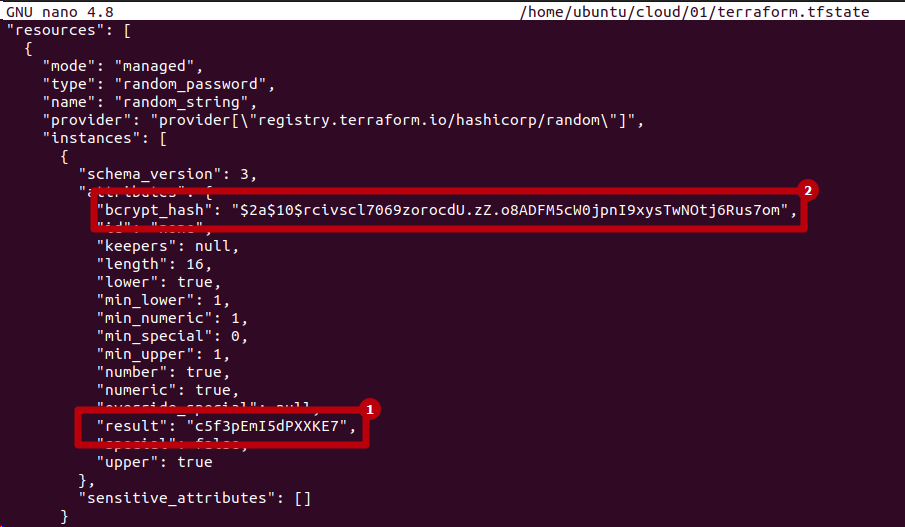 GNU nano 4.8 /home/ubuntu/cloud/01/terraform.tfstate
"resources": [
{
"mode": "managed",
"type": "random_password",
"name": "random_string",
"provider": "provider[\"registry.terraform.io/hashicorp/random\"]",
"instances": [
{
"schema_version": 3,
"attributes": {
2
"bcrypt_hash": "$2a$10$rcivscl7069zorocdU.zZ.o8ADFM5cW0jpnI9xysTwNOtj6Rus7om",
"id": "none",
"keepers": null,
"length": 16,
"lower": true,
"min_lower": 1,
"min_numeric": 1,
"min_special": 0,
"min_upper": 1,
"number": true,
"numeric": true,
"override_special": null,
1
"result": "c5f3pEmI5dPXXKE7",
"special": false,
"upper": true
},
"sensitive_attributes": []
}